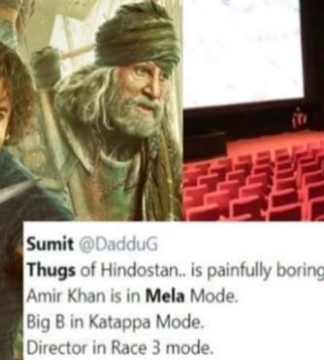 Sumit @DadduG
Thugs of Hindostan.. is painfully boring
Amir Khan is in Mela Mode.
Big B in Katappa Mode.
Director in Race 3 mode.